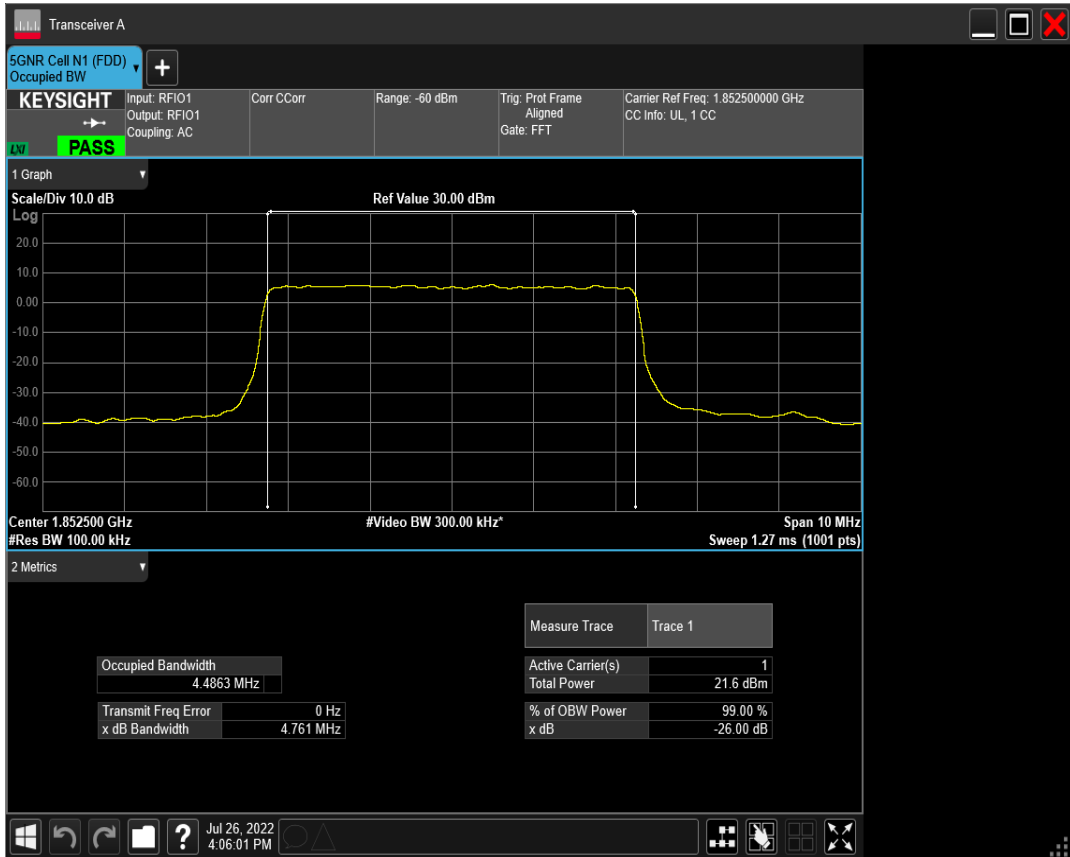 Transceiver A
5GNR Cell N1 (FDD)
Occupied BW
+
KEYSIGHT
LXI
PASS
Input: RFIO1
Output: RFIO1
Coupling: AC
Corr CCorr
Range: -60 dBm
Trig: Prot Frame
Aligned
Gate: FFT
Carrier Ref Freq: 1.852500000 GHz
CC Info: UL, 1 CC
1 Graph
Scale/Div 10.0 dB
Ref Value 30.00 dBm
Log
20.0
10.0
0.00
-10.0
-20.0
-30.0
-40.0
-50.0
-60.0
Center 1.852500 GHz
#Video BW 300.00 kHz*
Span 10 MHz
#Res BW 100.00 kHz
Sweep 1.27 ms (1001 pts)
2 Metrics
Measure Trace Trace 1
Occupied Bandwidth
4.4863 MHz
Active Carrier(s) 1
Total Power 21.6 dBm
Transmit Freq Error 0 Hz
x dB Bandwidth 4.761 MHz
% of OBW Power 99.00 %
x dB -26.00 dB
?
Jul 26, 2022
4:06:01 PM